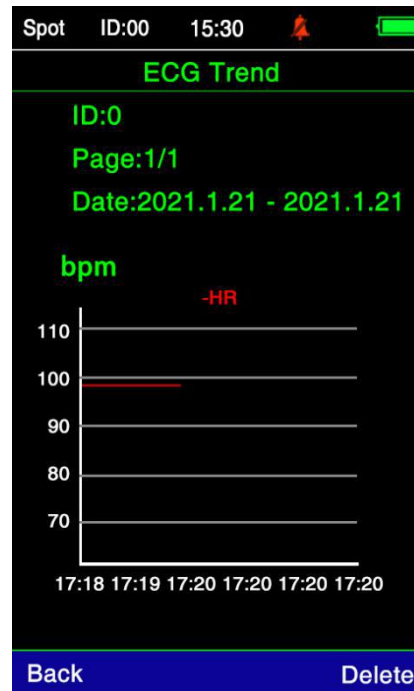 Spot ID:00 15:30
ECG Trend
ID:0
Page:1/1
Date:2021.1.21 - 2021.1.21
bpm
-HR
110
100
90
80
70
17:18 17:19 17:20 17:20 17:20 17:20
Back Delete